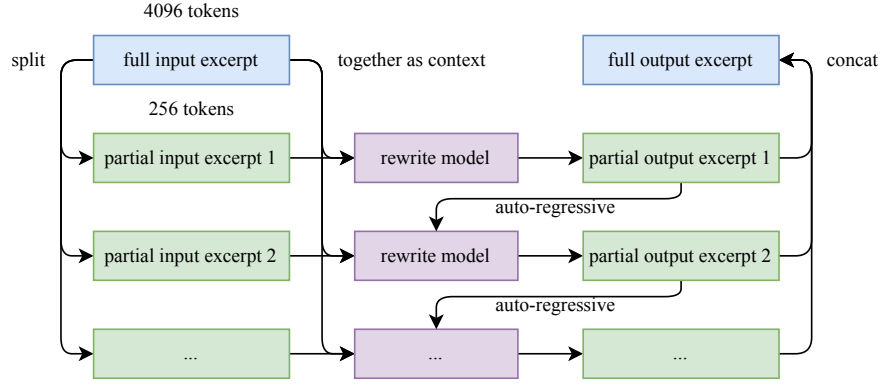 4096 tokens
split
full input excerpt
together as context
full output excerpt
concat
256 tokens
partial input excerpt 1
rewrite model
partial output excerpt 1
auto-regressive
partial input excerpt 2
rewrite model
partial output excerpt 2
auto-regressive
...
...
...